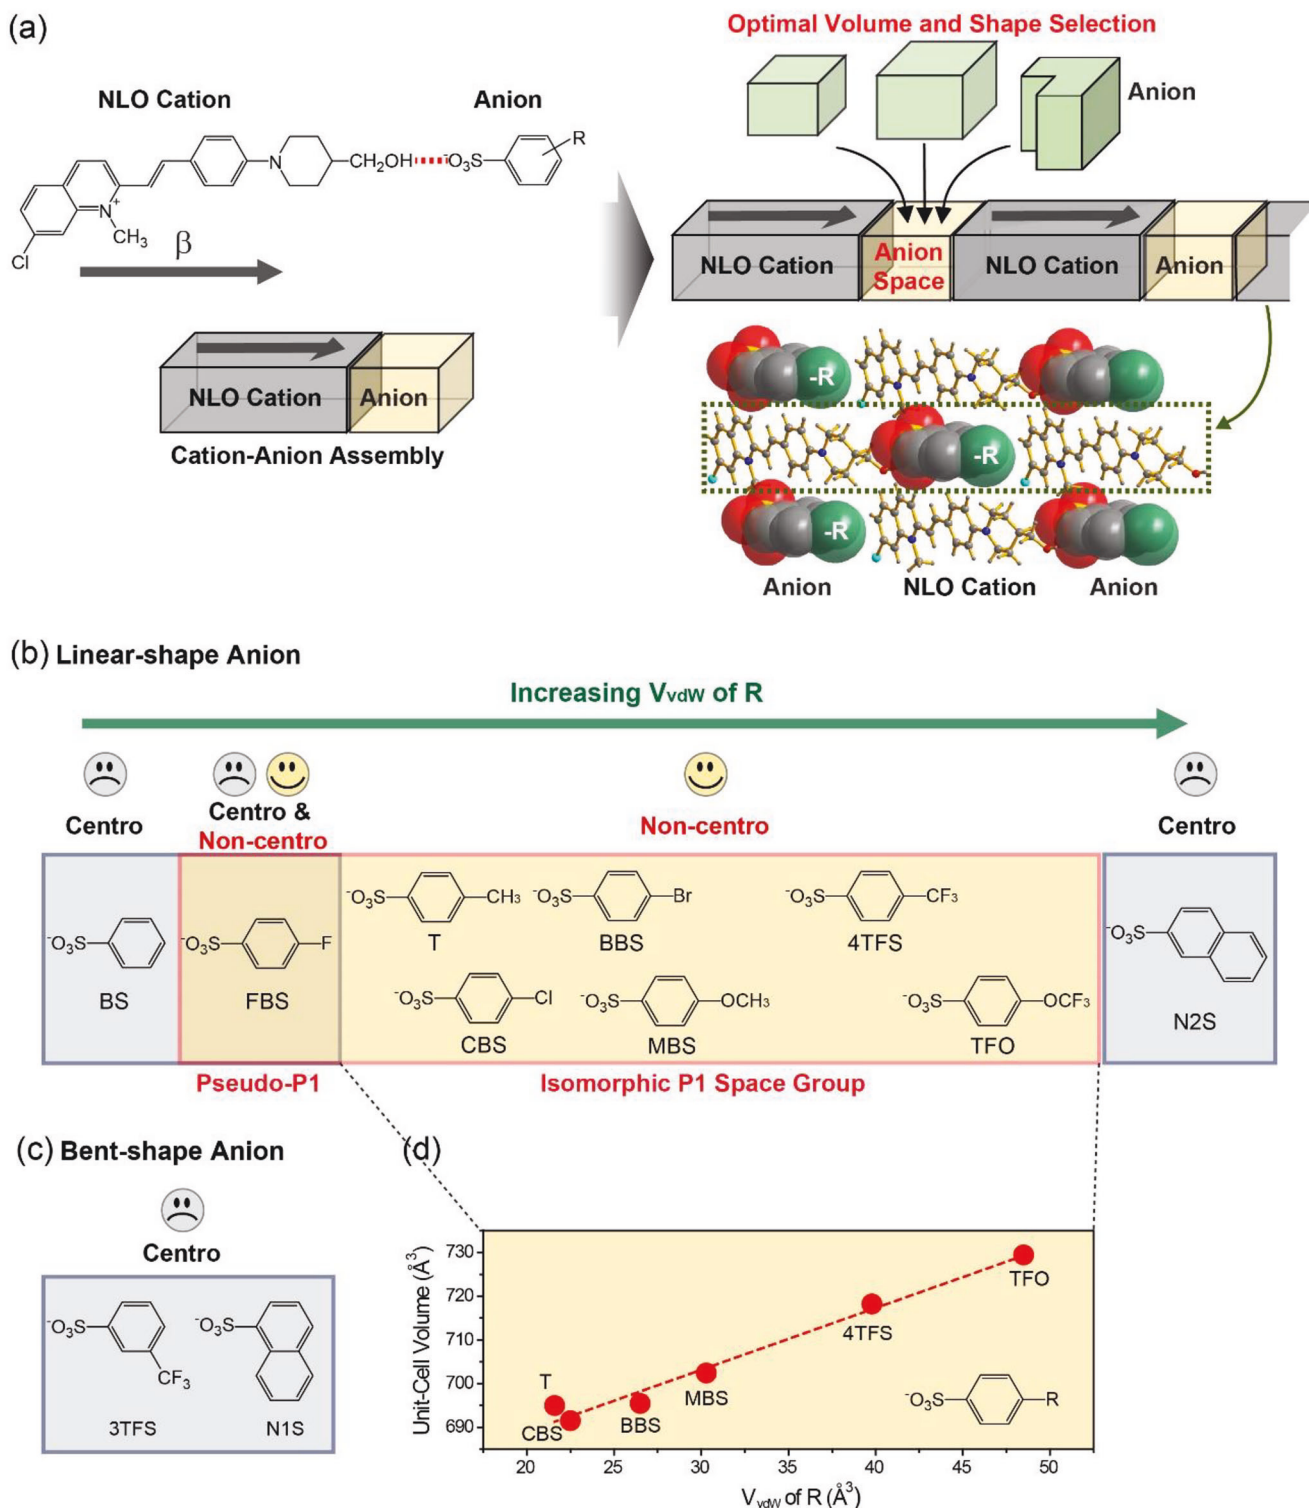 (a)
Optimal Volume and Shape Selection
NLO Cation
Anion
Anion
R
N
CH₂OH
⁻O₃S
N⁺
CH₃
Cl
β
NLO Cation
Anion
Space
NLO Cation
Anion
NLO Cation
Anion
Cation-Anion Assembly
-R
-R
-R
Anion
NLO Cation
Anion
(b) Linear-shape Anion
Increasing VvdW of R
Centro
Centro &
Non-centro
Non-centro
Centro
⁻O₃S
BS
⁻O₃S
F
FBS
⁻O₃S
CH₃
T
⁻O₃S
Br
BBS
⁻O₃S
CF₃
4TFS
⁻O₃S
Cl
CBS
⁻O₃S
OCH₃
MBS
⁻O₃S
OCF₃
TFO
⁻O₃S
N2S
Pseudo-P1
Isomorphic P1 Space Group
(c) Bent-shape Anion
Centro
⁻O₃S
CF₃
3TFS
⁻O₃S
N1S
(d)
Unit-Cell Volume (Å³)
730
720
710
700
690
T
CBS
BBS
MBS
4TFS
TFO
⁻O₃S
R
20 25 30 35 40 45 50
VvdW of R (Å³)